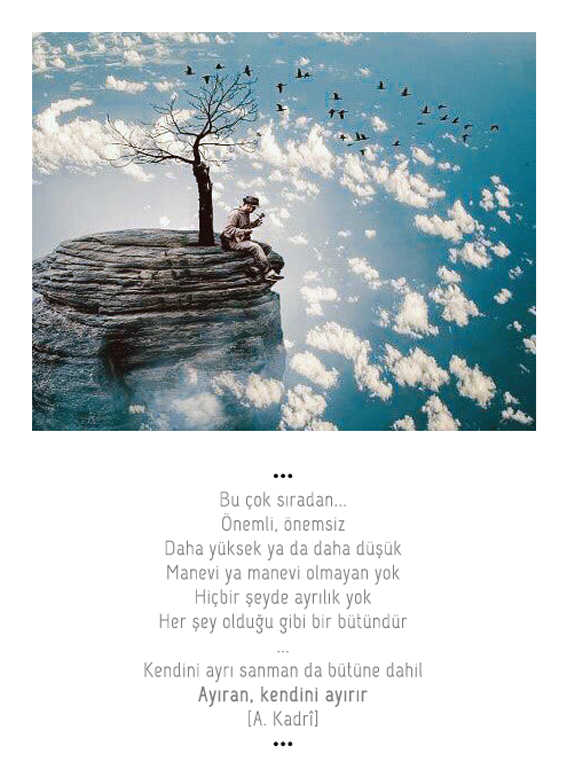 •••
Bu çok sıradan...
Önemli, önemsiz
Daha yüksek ya da daha düşük
Manevi ya manevi olmayan yok
Hiçbir şeyde ayrılık yok
Her şey olduğu gibi bir bütündür
...
Kendini ayrı sanman da bütüne dahil
Ayıran, kendini ayırır
[A. Kadrî]
•••